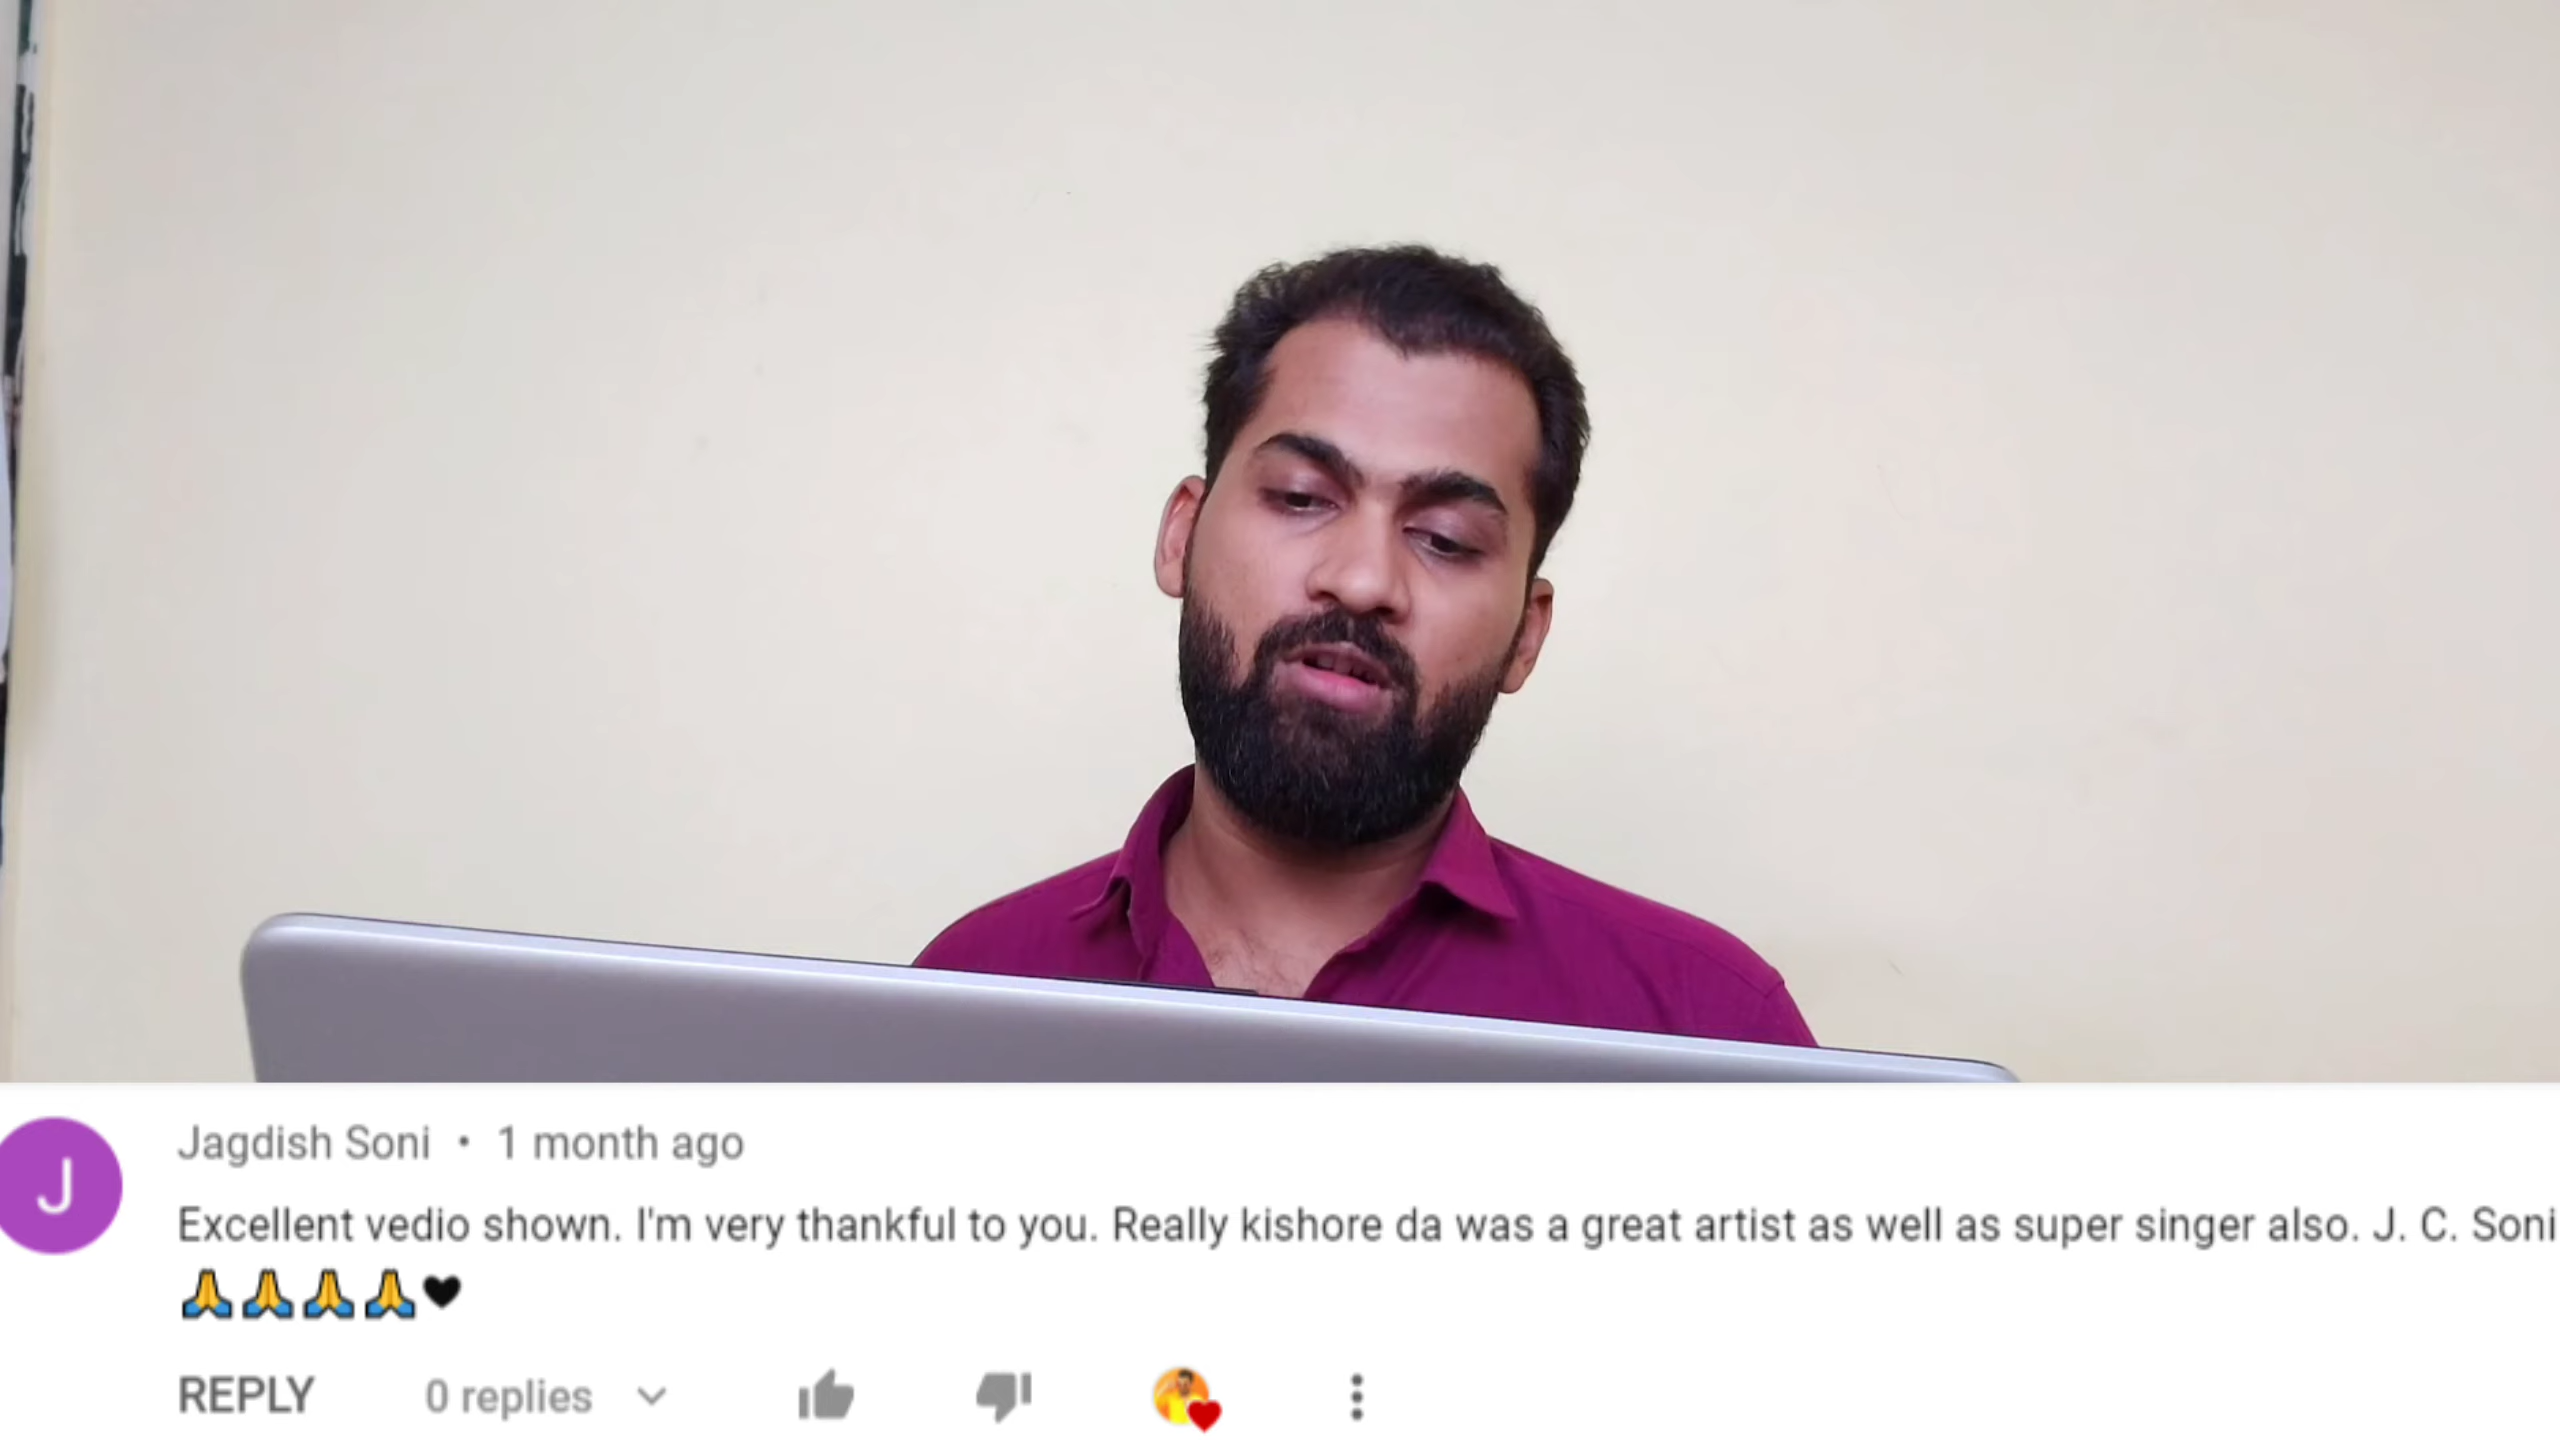 J
Jagdish Soni • 1 month ago
Excellent vedio shown. I'm very thankful to you. Really kishore da was a great artist as well as super singer also. J. C. Soni
🙏🙏🙏🙏🖤
REPLY 0 replies